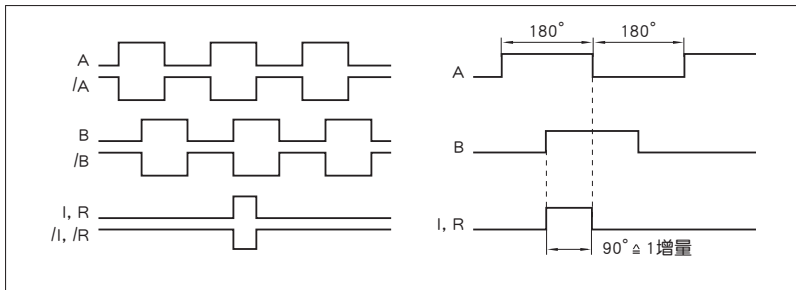 A
/A
B
/B
I, R
/I, /R
180° 180°
A
B
I, R
90° ≙ 1增量